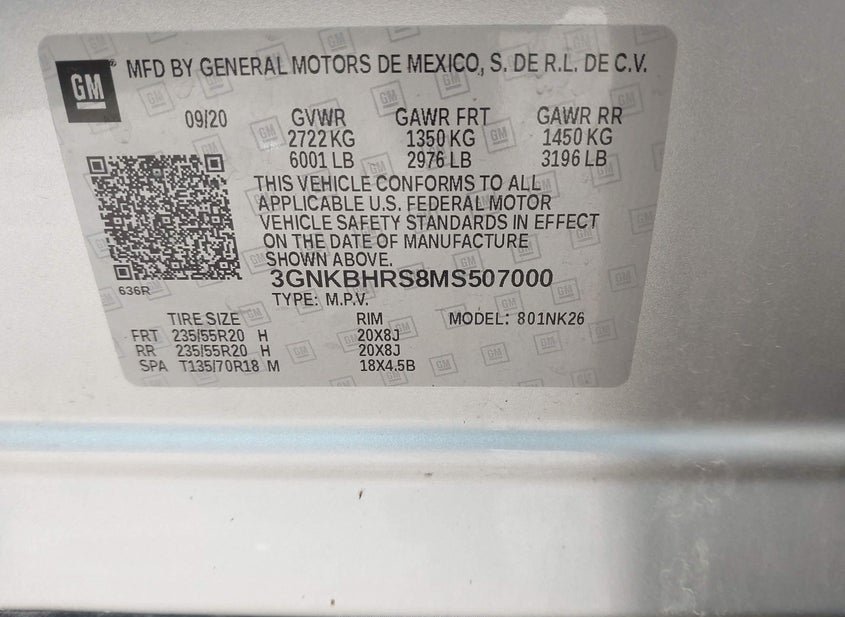 GM
MFD BY GENERAL MOTORS DE MEXICO, S. DE R.L. DE C.V.
09/20 GVWR GAWR FRT GAWR RR
2722 KG 1350 KG 1450 KG
6001 LB 2976 LB 3196 LB
THIS VEHICLE CONFORMS TO ALL
APPLICABLE U.S. FEDERAL MOTOR
VEHICLE SAFETY STANDARDS IN EFFECT
ON THE DATE OF MANUFACTURE
SHOWN ABOVE.
636R
3GNKBHRS8MS507000
TYPE: M.P.V.
TIRE SIZE RIM MODEL: 801NK26
FRT 235/55R20 H 20X8J
RR 235/55R20 H 20X8J
SPA T135/70R18 M 18X4.5B